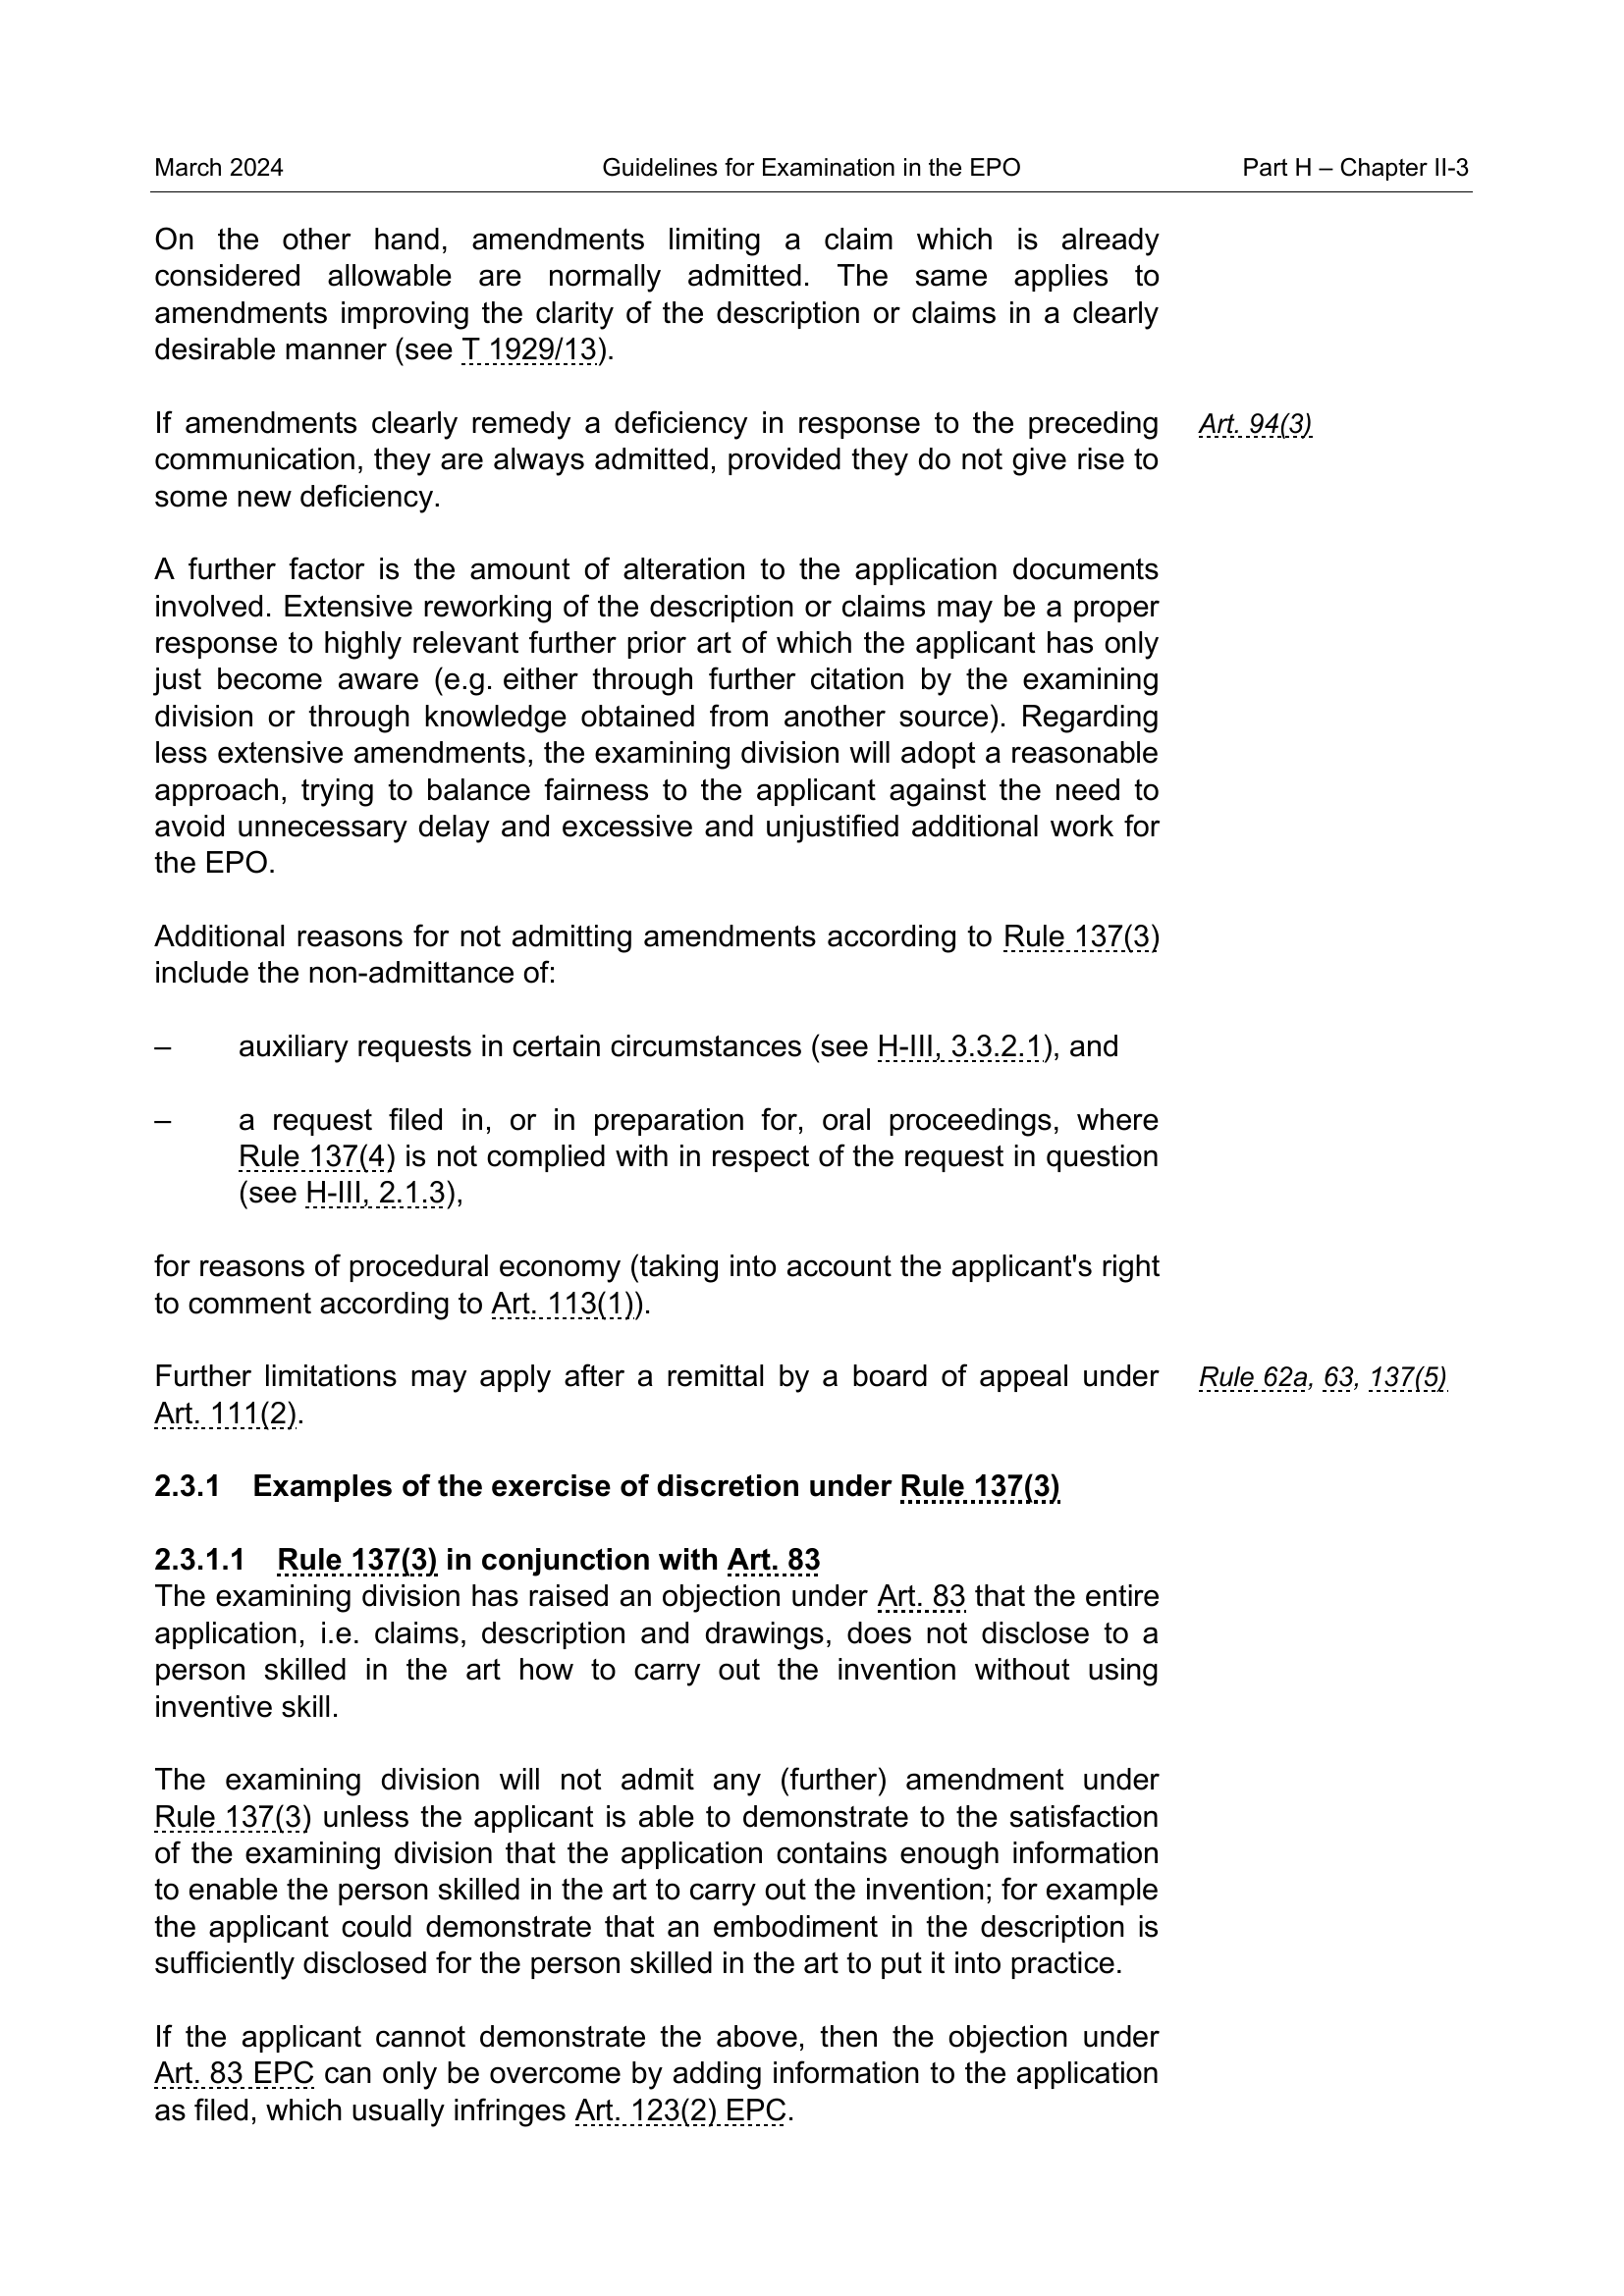 March 2024 Guidelines for Examination in the EPO Part H – Chapter II-3
On the other hand, amendments limiting a claim which is already
considered allowable are normally admitted. The same applies to
amendments improving the clarity of the description or claims in a clearly
desirable manner (see T 1929/13).
If amendments clearly remedy a deficiency in response to the preceding Art. 94(3)
communication, they are always admitted, provided they do not give rise to
some new deficiency.
A further factor is the amount of alteration to the application documents
involved. Extensive reworking of the description or claims may be a proper
response to highly relevant further prior art of which the applicant has only
just become aware (e.g. either through further citation by the examining
division or through knowledge obtained from another source). Regarding
less extensive amendments, the examining division will adopt a reasonable
approach, trying to balance fairness to the applicant against the need to
avoid unnecessary delay and excessive and unjustified additional work for
the EPO.
Additional reasons for not admitting amendments according to Rule 137(3)
include the non-admittance of:
– auxiliary requests in certain circumstances (see H-III, 3.3.2.1), and
– a request filed in, or in preparation for, oral proceedings, where
Rule 137(4) is not complied with in respect of the request in question
(see H-III, 2.1.3),
for reasons of procedural economy (taking into account the applicant's right
to comment according to Art. 113(1)).
Further limitations may apply after a remittal by a board of appeal under Rule 62a, 63, 137(5)
Art. 111(2).
2.3.1 Examples of the exercise of discretion under Rule 137(3)
2.3.1.1 Rule 137(3) in conjunction with Art. 83
The examining division has raised an objection under Art. 83 that the entire
application, i.e. claims, description and drawings, does not disclose to a
person skilled in the art how to carry out the invention without using
inventive skill.
The examining division will not admit any (further) amendment under
Rule 137(3) unless the applicant is able to demonstrate to the satisfaction
of the examining division that the application contains enough information
to enable the person skilled in the art to carry out the invention; for example
the applicant could demonstrate that an embodiment in the description is
sufficiently disclosed for the person skilled in the art to put it into practice.
If the applicant cannot demonstrate the above, then the objection under
Art. 83 EPC can only be overcome by adding information to the application
as filed, which usually infringes Art. 123(2) EPC.